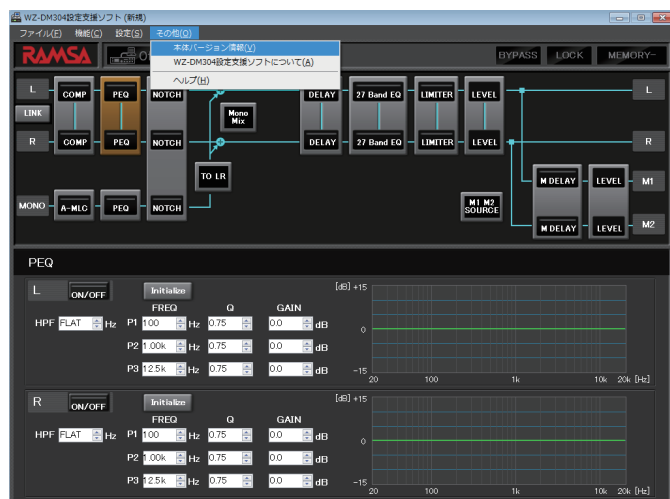 WZ-DM304設定支援ソフト (新規)
ファイル(F) 機能(C) 設定(S) その他(O)
本体バージョン情報(V)
WZ-DM304設定支援ソフトについて(A)
ヘルプ(H)
RAMSA
BYPASS LOCK MEMORY--
L COMP PEQ NOTCH DELAY 27 Band EQ LIMITER LEVEL L
LINK
Mono Mix
R COMP PEQ NOTCH DELAY 27 Band EQ LIMITER LEVEL R
TO LR
M DELAY LEVEL M1
MONO A-MLC PEQ NOTCH
M1 M2 SOURCE
M DELAY LEVEL M2
PEQ
L ON/OFF Initialize [dB] +15
FREQ Q GAIN
HPF FLAT Hz P1 100 Hz 0.75 0.0 dB 0
P2 1.00k Hz 0.75 0.0 dB
P3 12.5k Hz 0.75 0.0 dB -15
20 100 1k 10k 20k [Hz]
R ON/OFF Initialize [dB] +15
FREQ Q GAIN
HPF FLAT Hz P1 100 Hz 0.75 0.0 dB 0
P2 1.00k Hz 0.75 0.0 dB
P3 12.5k Hz 0.75 0.0 dB -15
20 100 1k 10k 20k [Hz]